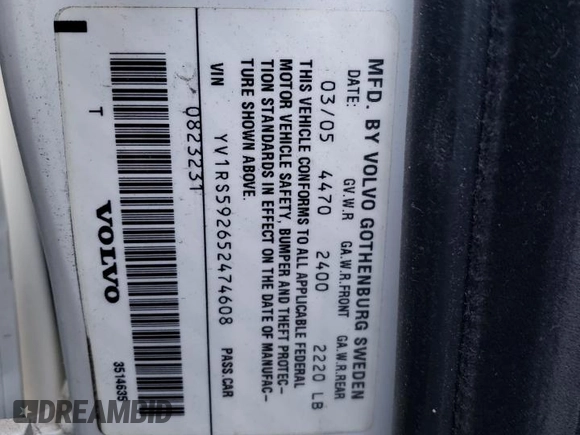 MFD. BY VOLVO GOTHENBURG SWEDEN
DATE: GV.W.R GA.W.R.FRONT GA.W.R.REAR
03/05 4470 2400 2220 LB
THIS VEHICLE CONFORMS TO ALL APPLICABLE FEDERAL
MOTOR VEHICLE SAFETY, BUMPER AND THEFT PROTEC-
TION STANDARDS IN EFFECT ON THE DATE OF MANUFAC-
TURE SHOWN ABOVE.
VIN YV1RS592652474608 PASS.CAR
0823231
T VOLVO 3514635
DREAMBID